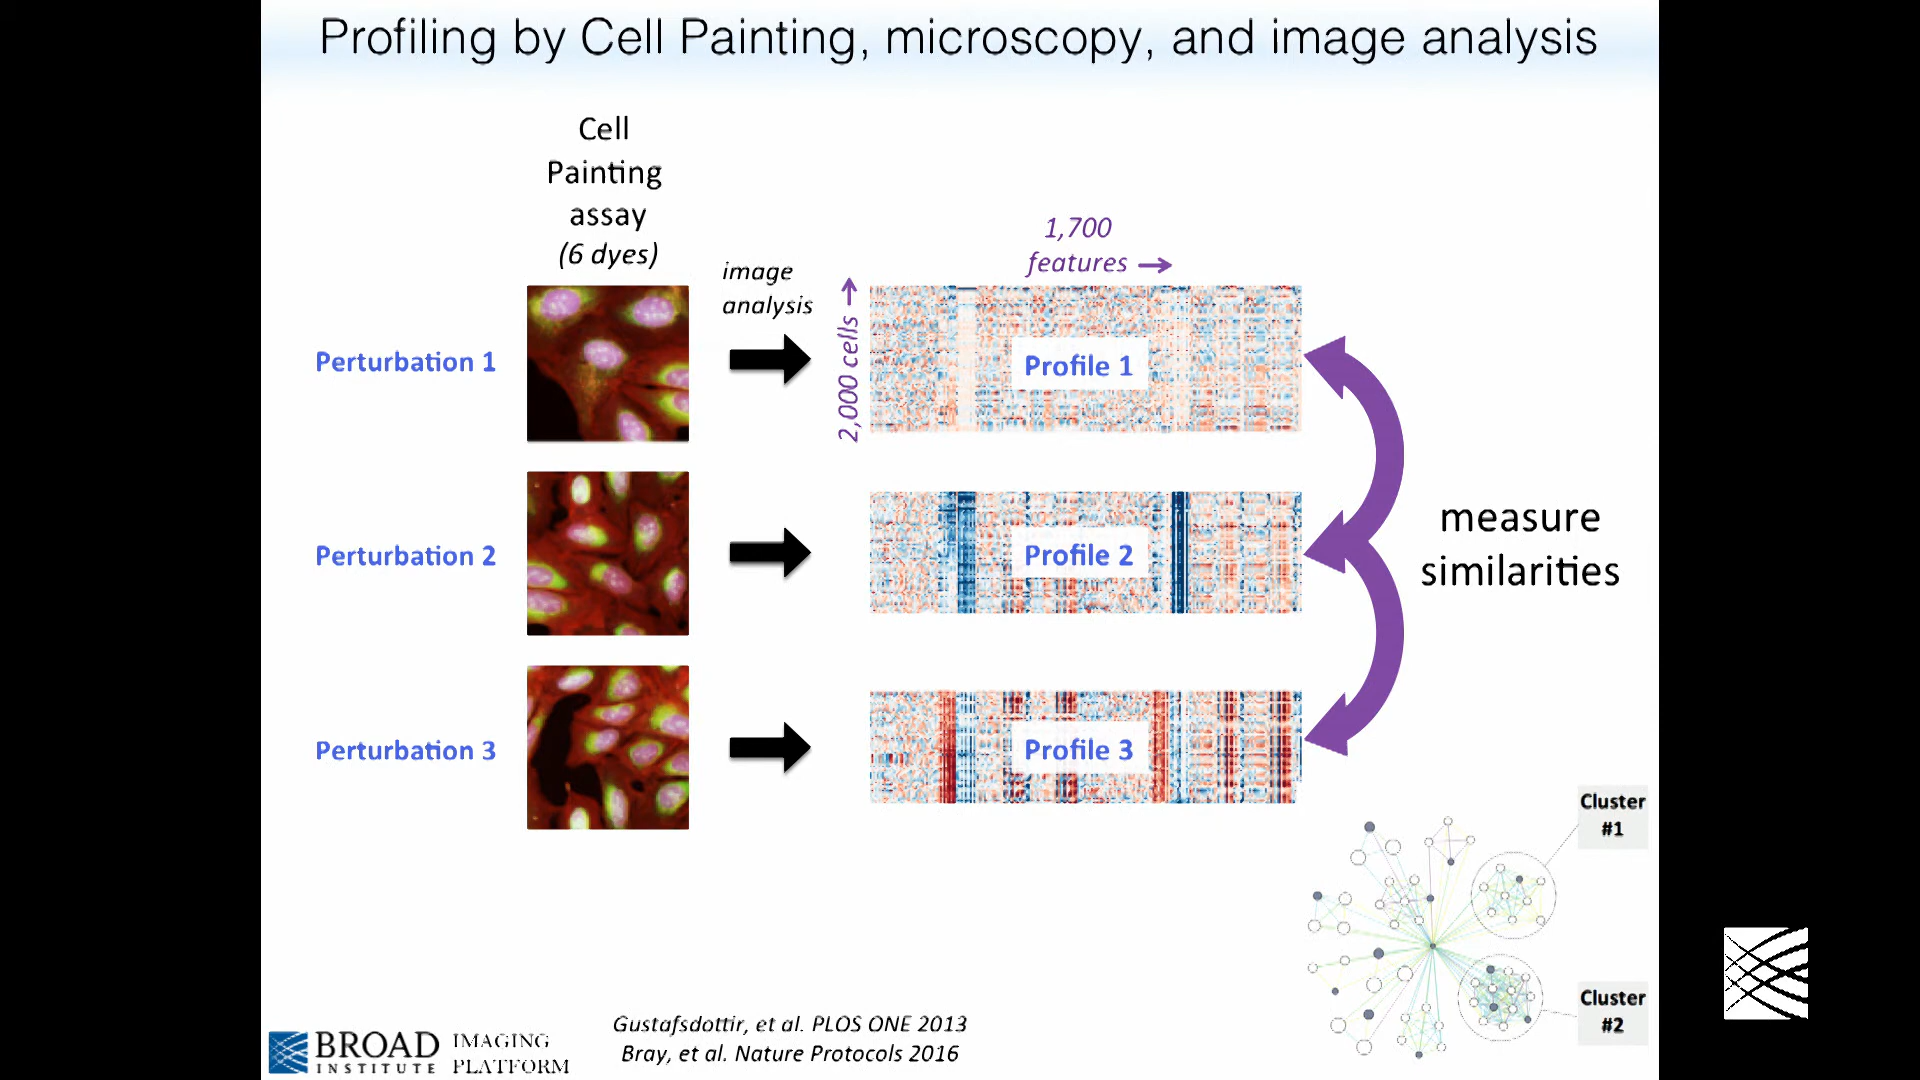 Profiling by Cell Painting, microscopy, and image analysis
Cell
Painting
assay
(6 dyes)
image
analysis
1,700
features
2,000 cells
Perturbation 1
Profile 1
Perturbation 2
Profile 2
measure
similarities
Perturbation 3
Profile 3
Cluster
#1
Cluster
#2
BROAD
INSTITUTE
IMAGING
PLATFORM
Gustafsdottir, et al. PLOS ONE 2013
Bray, et al. Nature Protocols 2016